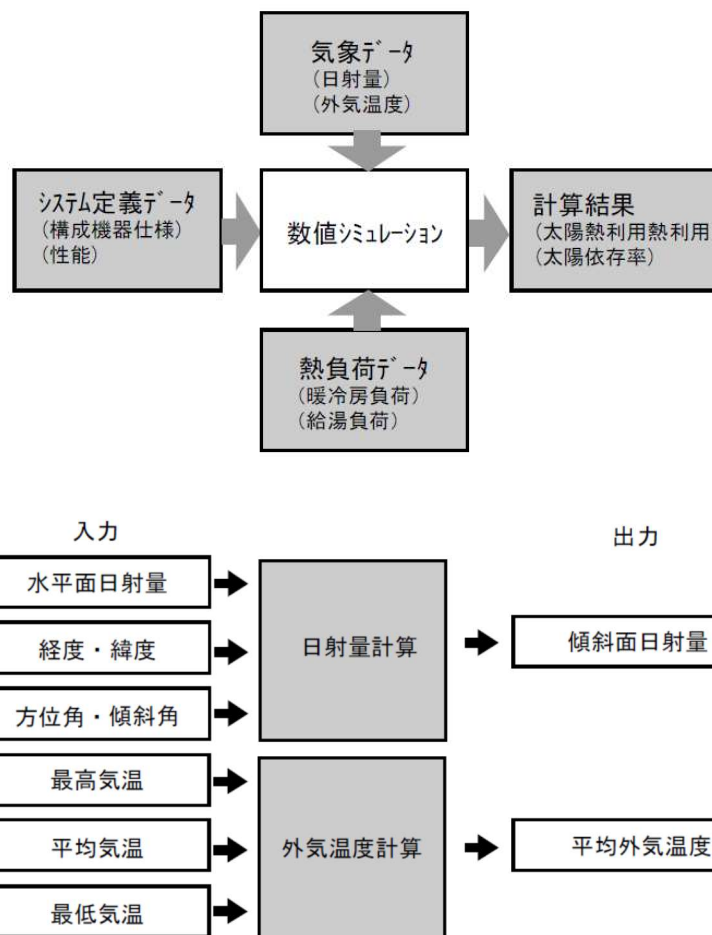 気象ﾃﾞｰﾀ
(日射量)
(外気温度)
ｼｽﾃﾑ定義ﾃﾞｰﾀ
(構成機器仕様)
(性能)
数値ｼﾐｭﾚｰｼｮﾝ
計算結果
(太陽熱利用熱利用
(太陽依存率)
熱負荷ﾃﾞｰﾀ
(暖冷房負荷)
(給湯負荷)
入力
出力
水平面日射量
経度・緯度
方位角・傾斜角
日射量計算
傾斜面日射量
最高気温
平均気温
最低気温
外気温度計算
平均外気温度